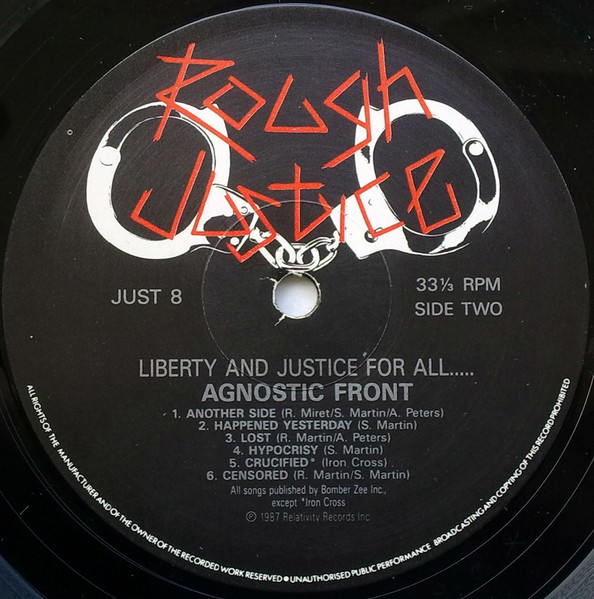 Rough
Justice
JUST 8
33⅓ RPM
SIDE TWO
LIBERTY AND JUSTICE FOR ALL.....
AGNOSTIC FRONT
1. ANOTHER SIDE (R. Miret/S. Martin/A. Peters)
2. HAPPENED YESTERDAY (S. Martin)
3. LOST (R. Martin/A. Peters)
4. HYPOCRISY (S. Martin)
5. CRUCIFIED* (Iron Cross)
6. CENSORED (R. Martin/S. Martin)
All songs published by Bomber Zee Inc.,
except *Iron Cross
℗ 1987 Relativity Records Inc
ALL RIGHTS OF THE MANUFACTURER AND OF THE OWNER OF THE RECORDED WORK RESERVED ● UNAUTHORISED PUBLIC PERFORMANCE BROADCASTING AND COPYING OF THIS RECORD PROHIBITED